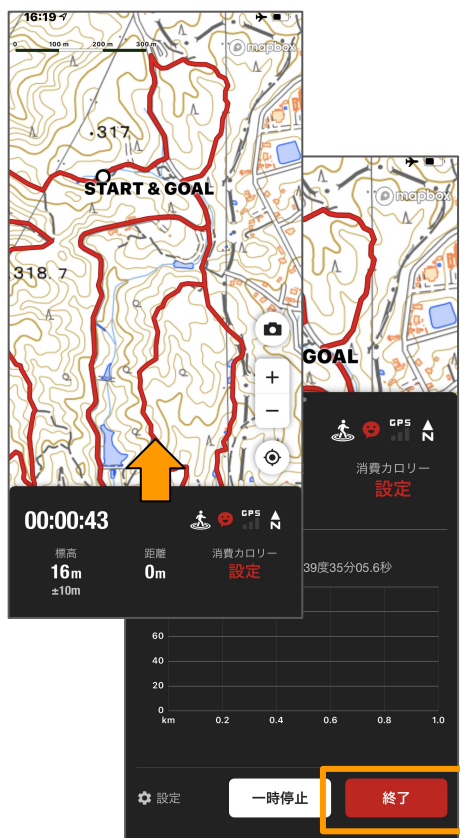 16:19
0 100 m 200 m 300 m
mapbox
317
START & GOAL
318.7
00:00:43
GPS
N
標高
距離
消費カロリー
16m
0m
設定
±10m
mapbox
GOAL
GPS
N
消費カロリー
設定
39度35分05.6秒
60
40
20
0
km 0.2 0.4 0.6 0.8 1.0
設定
一時停止
終了